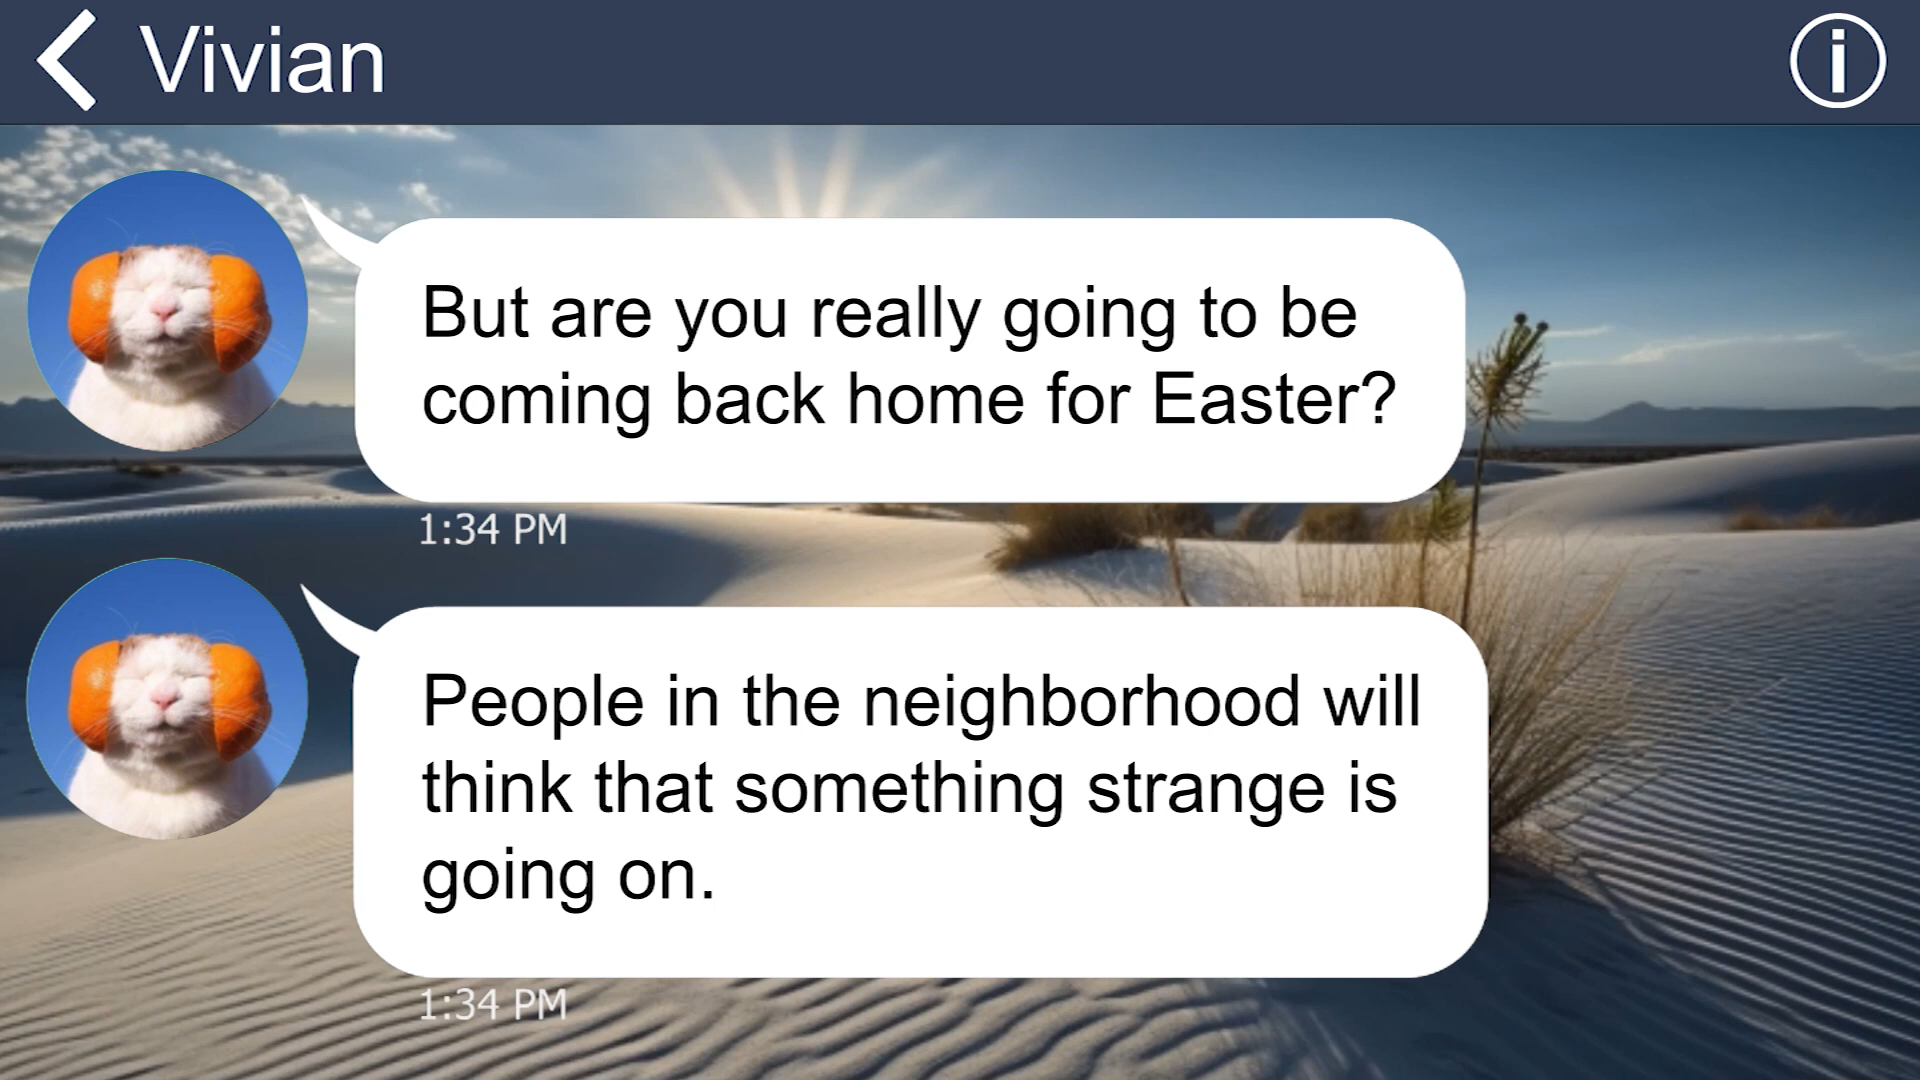 Vivian
But are you really going to be
coming back home for Easter?
1:34 PM
People in the neighborhood will
think that something strange is
going on.
1:34 PM